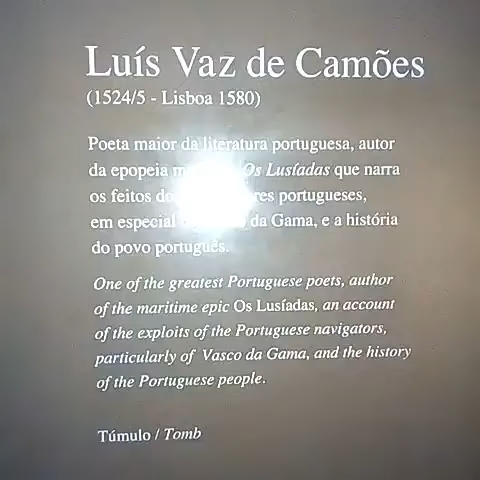 Luís Vaz de Camões
(1524/5 - Lisboa 1580)
Poeta maior da literatura portuguesa, autor
da epopeia Os Lusíadas que narra
os feitos portugueses,
em especial da Gama, e a história
do povo português.
One of the greatest Portuguese poets, author
of the maritime epic Os Lusíadas, an account
of the exploits of the Portuguese navigators,
particularly of Vasco da Gama, and the history
of the Portuguese people.
Túmulo / Tomb